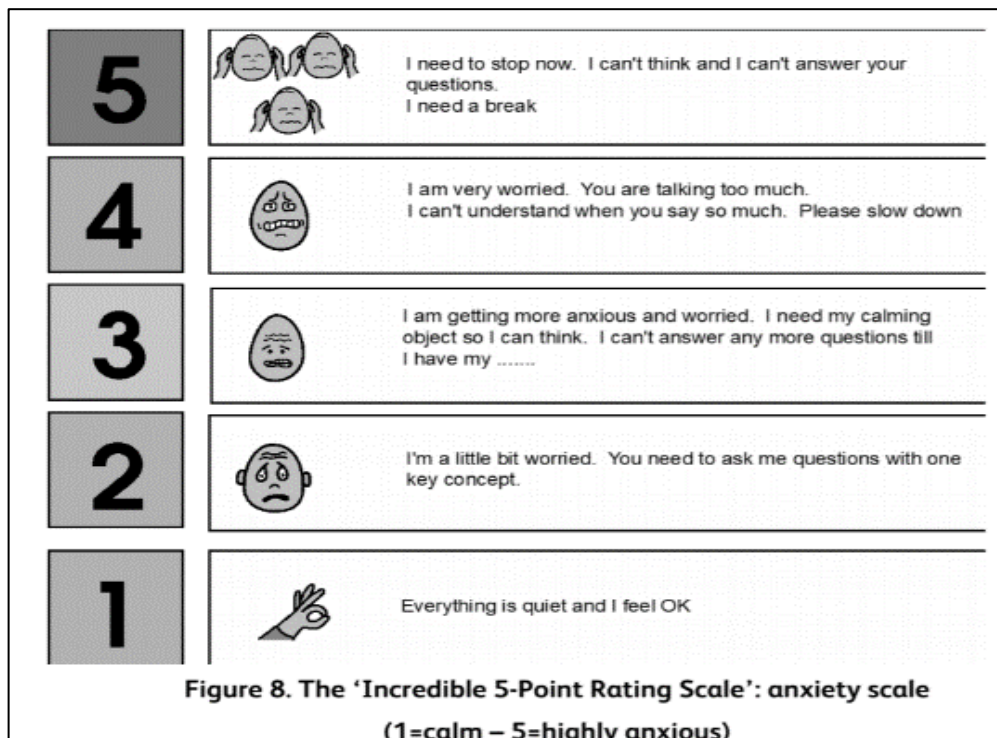 5
I need to stop now.  I can't think and I can't answer your
questions.
I need a break
4
I am very worried.  You are talking too much.
I can't understand when you say so much.  Please slow down
3
I am getting more anxious and worried.  I need my calming
object so I can think.  I can't answer any more questions till
I have my .......
2
I'm a little bit worried.  You need to ask me questions with one
key concept.
1
Everything is quiet and I feel OK
Figure 8. The ‘Incredible 5-Point Rating Scale’: anxiety scale
(1=calm – 5=highly anxious)